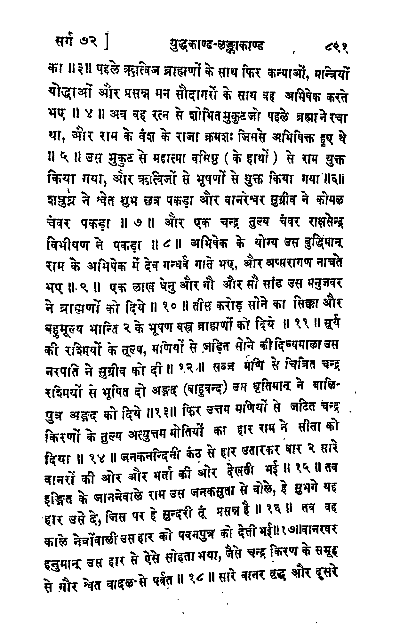 सर्ग ७२ ] युद्धकाण्ड-लङ्काकाण्ड ८९१
का ॥३॥ पहले ऋत्विज ब्राह्मणों के साथ फिर कन्याओं, मन्त्रियों
योद्धाओं और प्रसन्न मन सौदागरों के साथ वह अभिषेक करते
भए ॥ ४ ॥ अब वह रत्न से शोभित मुकुट जो पहले ब्रह्मा ने रचा
था, और राम के वंश के राजा क्रमशः जिमसे अभिषिक्त हुए थे
॥ ५ ॥ उस मुकुट से महात्मा वसिष्ठ ( के हाथों ) से राम युक्त
किया गया, और ऋत्विजों से भूषणों से युक्त किया गया ॥६॥
शत्रुघ्न ने श्वेत शुभ छत्र पकड़ा और वानरेश्वर सुग्रीव ने कोमल
चंवर पकड़ा ॥ ७ ॥ और एक चन्द्र तुल्य चंवर राक्षसेन्द्र
विभीषण ने पकड़ा ॥ ८ ॥ अभिषेक के योग्य उस बुद्धिमान्
राम के अभिषेक में देव गन्धर्व गाते भए, और अप्सरागण नाचते
भए ॥ ९ ॥ एक लाख धेनु और गौ और सौ सांढ उस मनुजवर
ने ब्राह्मणों को दिये ॥ १० ॥ तीस करोड़ सोने का सिक्का और
बहुमूल्य भान्ति २ के भूषण वस्त्र ब्राह्मणों को दिये ॥ ११ ॥ सूर्य
की रश्मियों के तुल्य, मणियों से जड़ित सोने की दिव्यमाला उस
नरपति ने सुग्रीव को दी ॥ १२ ॥ मणि से चित्रित चन्द्र
रश्मियों से भूषित दो अङ्गद (बाहुबन्द) उस धृतिमान् ने बालि-
पुत्र अङ्गद को दिये ॥१३॥ फिर उत्तम मणियों से जटित चन्द्र
किरणों के तुल्य अत्युत्तम मोतियों का हार राम ने सीता को
दिया ॥ १४ ॥ जनकनन्दिनी कंठ से हार उतारकर बार २ सारे
वानरों की ओर और भर्ता की ओर देखती भई ॥ १५ ॥ तब
इङ्गित के जाननेवाले राम उस जनकसुता से बोले, हे सुभगे यह
हार उसे दे, जिस पर हे सुन्दरी तूं प्रसन्न है ॥ १६ ॥ तब वह
काले नेत्रोंवाली उस हार को पवनपुत्र को देती भई॥१७॥वानरवर
हनुमान् उस हार से ऐसे सोहता भया, जैसे चन्द्र किरण के समूह
से गौर श्वेत बादल से पर्वत ॥ १८ ॥ सारे वानर वृद्ध और दूसरे